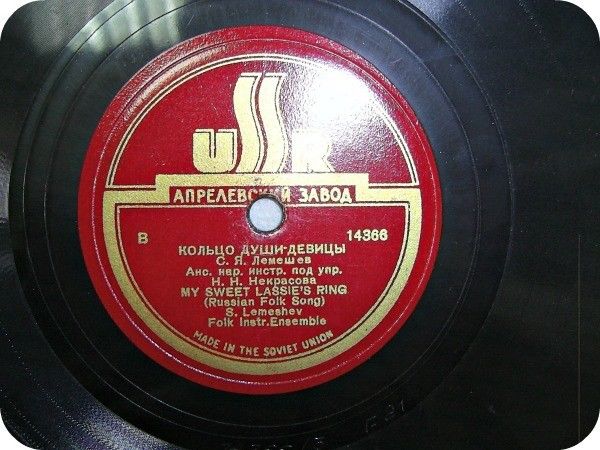 USSR
АПРЕЛЕВСКИЙ ЗАВОД
В 14366
КОЛЬЦО ДУШИ-ДЕВИЦЫ
С. Я. Лемешев
Анс. нар. инстр. под упр.
Н. Н. Некрасова
MY SWEET LASSIE'S RING
(Russian Folk Song)
S. Lemeshev
Folk Instr. Ensemble
MADE IN THE SOVIET UNION